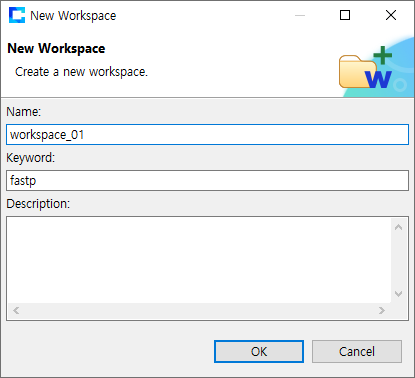 New Workspace
New Workspace
Create a new workspace.
W
Name:
workspace_01
Keyword:
fastp
Description:
OK Cancel